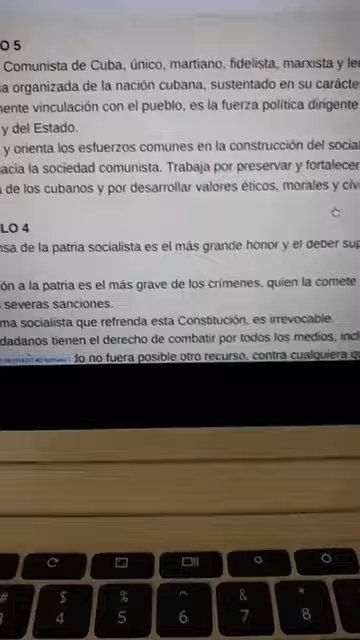 O 5
Comunista de Cuba, único, martiano, fidelista, marxista y le
ia organizada de la nación cubana, sustentado en su carácte
ente vinculación con el pueblo, es la fuerza política dirigente
y del Estado.
y orienta los esfuerzos comunes en la construcción del social
acia la sociedad comunista. Trabaja por preservar y fortalecer
de los cubanos y por desarrollar valores éticos, morales y cívi
LO 4
nsa de la patria socialista es el más grande honor y el deber sup
ón a la patria es el más grave de los crímenes, quien la comete
severas sanciones.
ma socialista que refrenda esta Constitución, es irrevocable.
dadanos tienen el derecho de combatir por todos los medios, incl
do no fuera posible otro recurso, contra cualquiera q
# $ % ^ & *
3 4 5 6 7 8